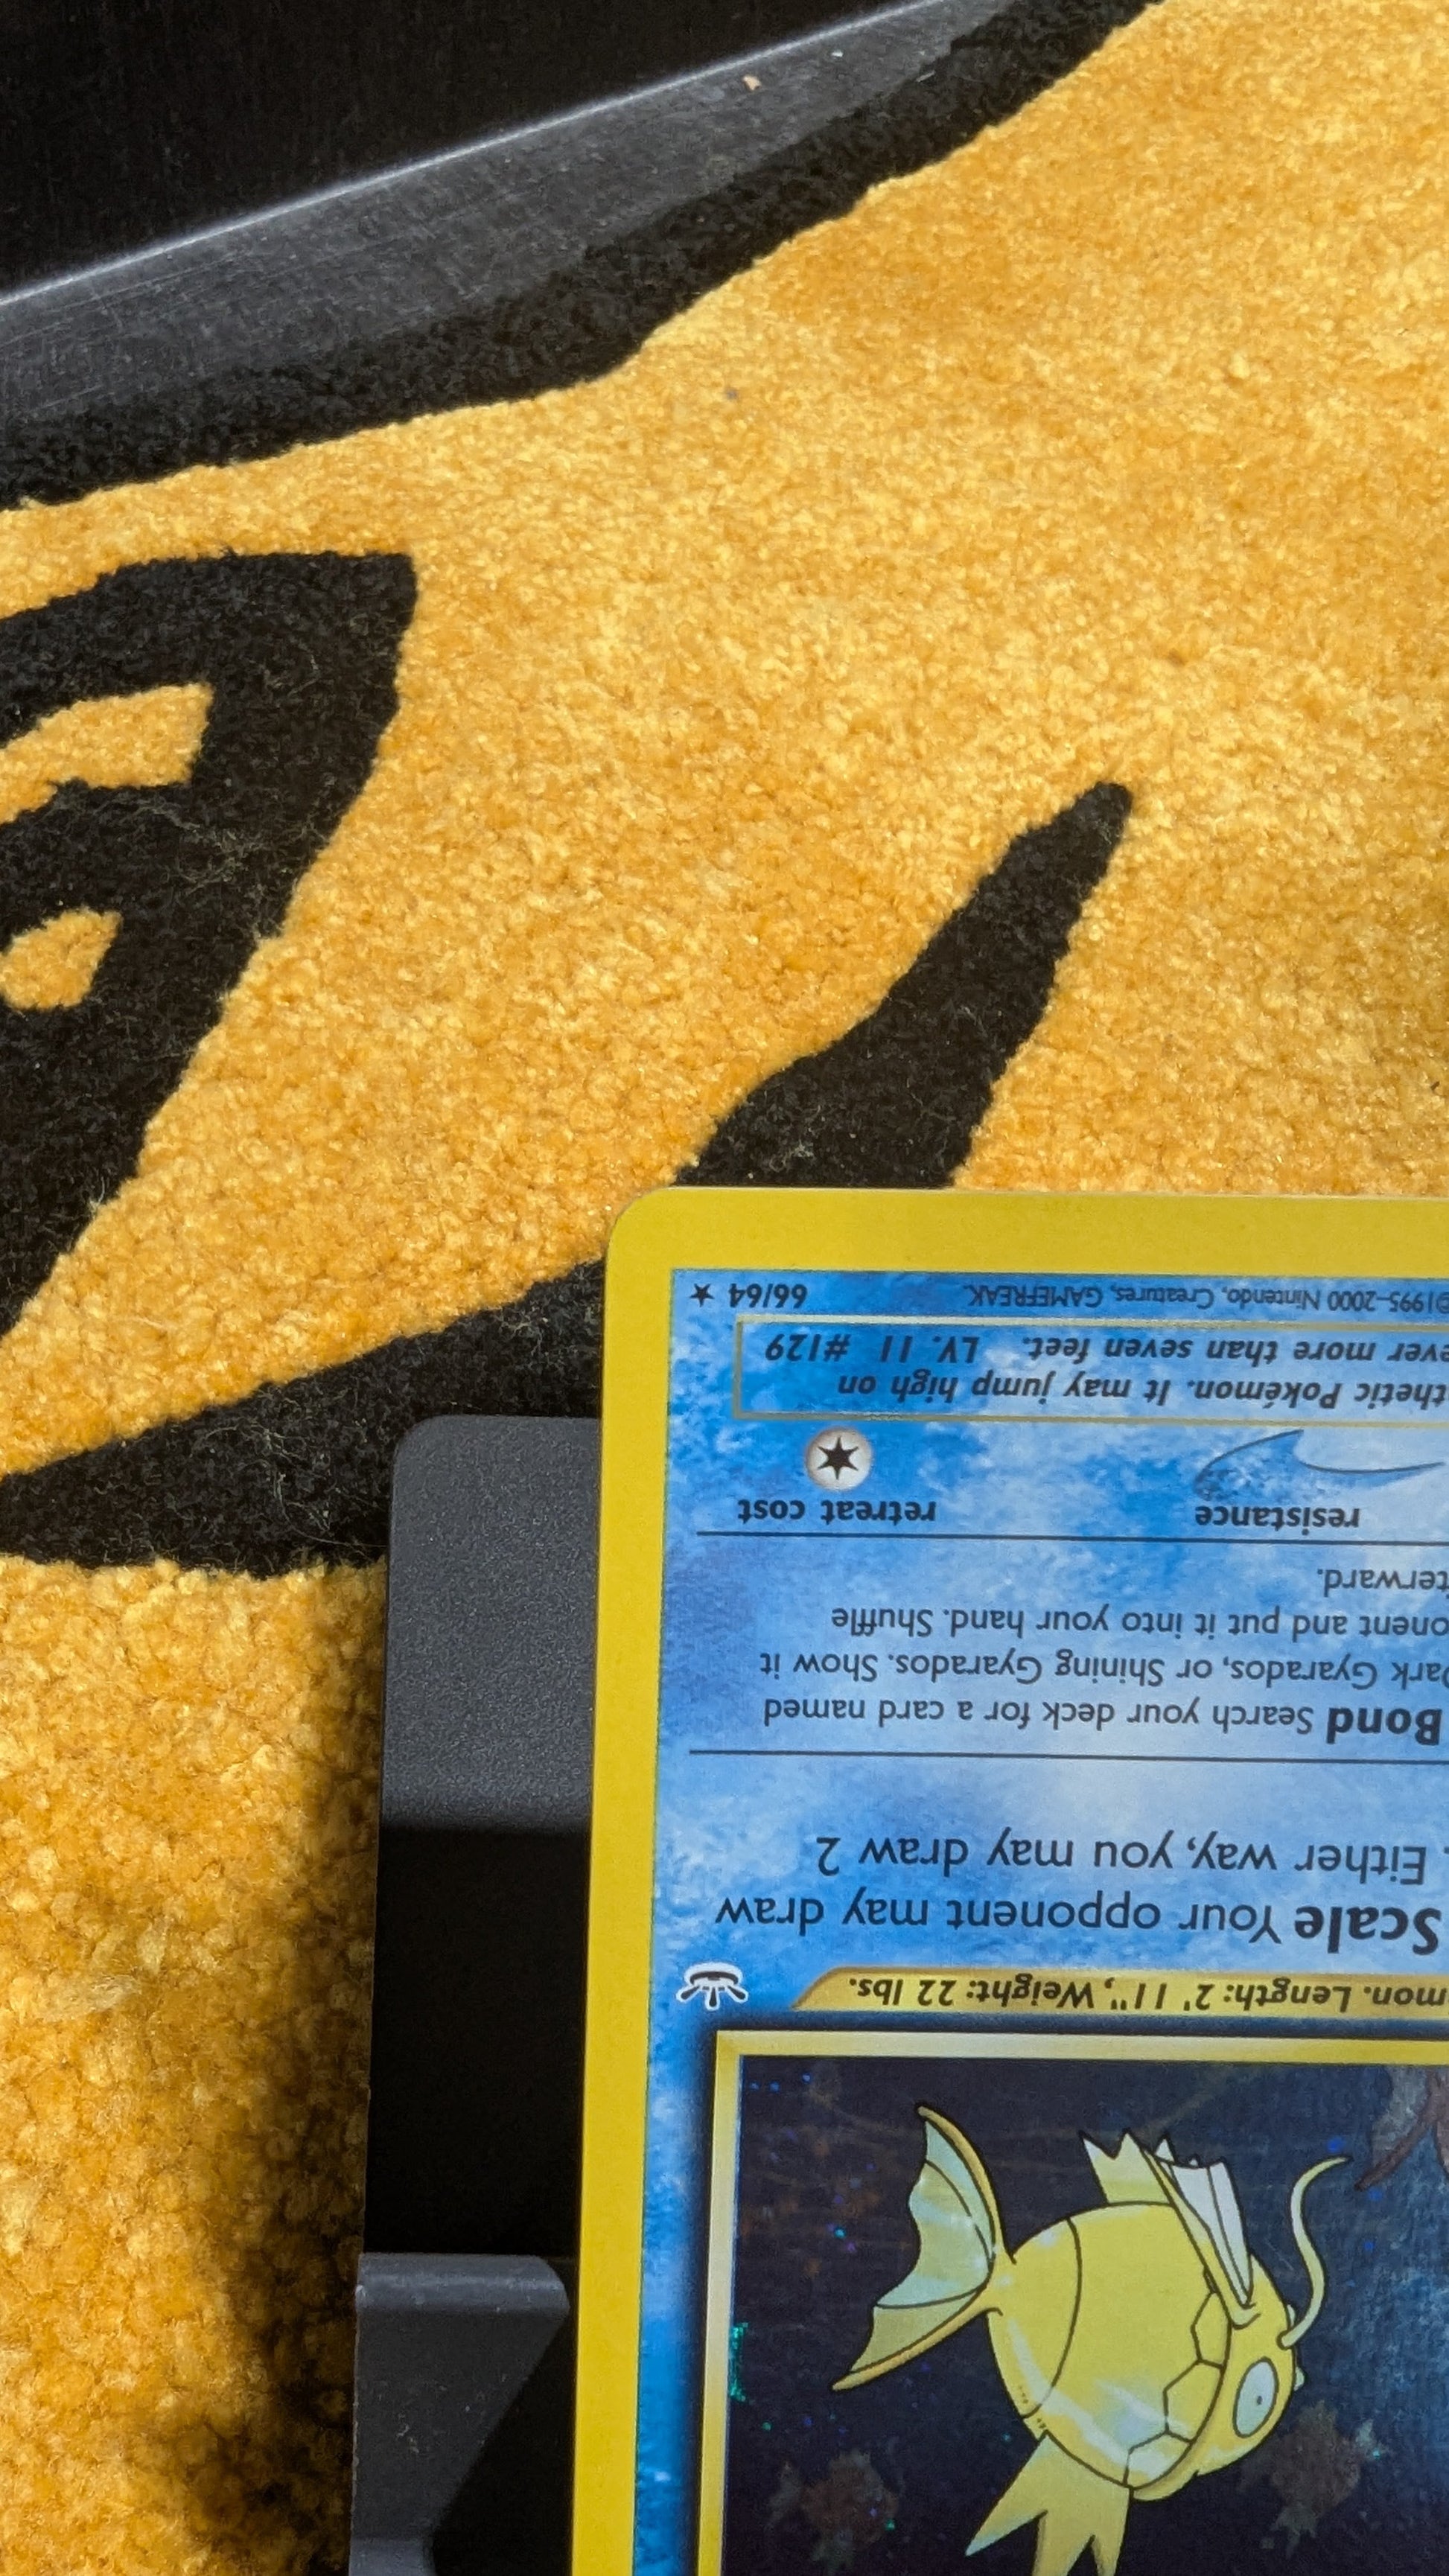 mon. Length: 2' 11", Weight: 22 lbs.
Scale Your opponent may draw
. Either way, you may draw 2
Bond Search your deck for a card named
Dark Gyarados, or Shining Gyarados. Show it
onent and put it into your hand. Shuffle
terward.
resistance retreat cost
thetic Pokémon. It may jump high on
ever more than seven feet. LV. 11 #129
©1995–2000 Nintendo, Creatures, GAMEFREAK. 66/64 ★